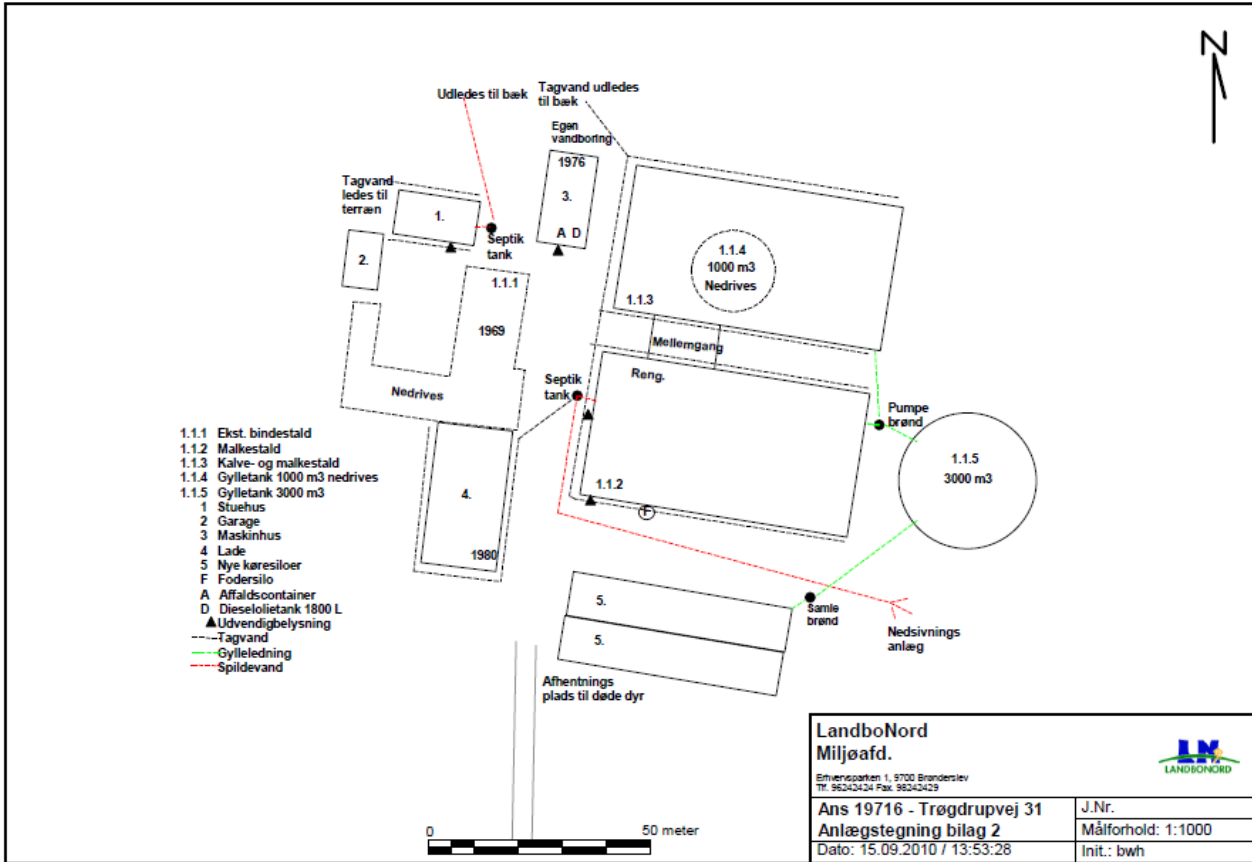 N
Udledes til bæk
Tagvand udledes
til bæk
Egen
vandboring
1976
3.
A D
Tagvand
ledes til
terræn
1.
Septik
tank
2.
1.1.1
1969
Nedrives
1.1.4
1000 m3
Nedrives
1.1.3
Mellemgang
Reng.
Septik
tank
Pumpe
brønd
1.1.5
3000 m3
1.1.2
F
4.
1980
1.1.1 Ekst. bindestald
1.1.2 Malkestald
1.1.3 Kalve- og malkestald
1.1.4 Gylletank 1000 m3 nedrives
1.1.5 Gylletank 3000 m3
1 Stuehus
2 Garage
3 Maskinhus
4 Lade
5 Nye køresiloer
F Fodersilo
A Affaldscontainer
D Dieselolietank 1800 L
Udvendigbelysning
Tagvand
Gylleledning
Spildevand
5.
5.
Samle
brønd
Nedsivnings
anlæg
Afhentnings
plads til døde dyr
0 50 meter
LandboNord
Miljøafd.
Erhvervsparken 1, 9700 Brønderslev
Tlf. 96242424 Fax. 98242429
LN
LANDBONORD
Ans 19716 - Trøgdrupvej 31
Anlægstegning bilag 2
Dato: 15.09.2010 / 13:53:28
J.Nr.
Målforhold: 1:1000
Init.: bwh